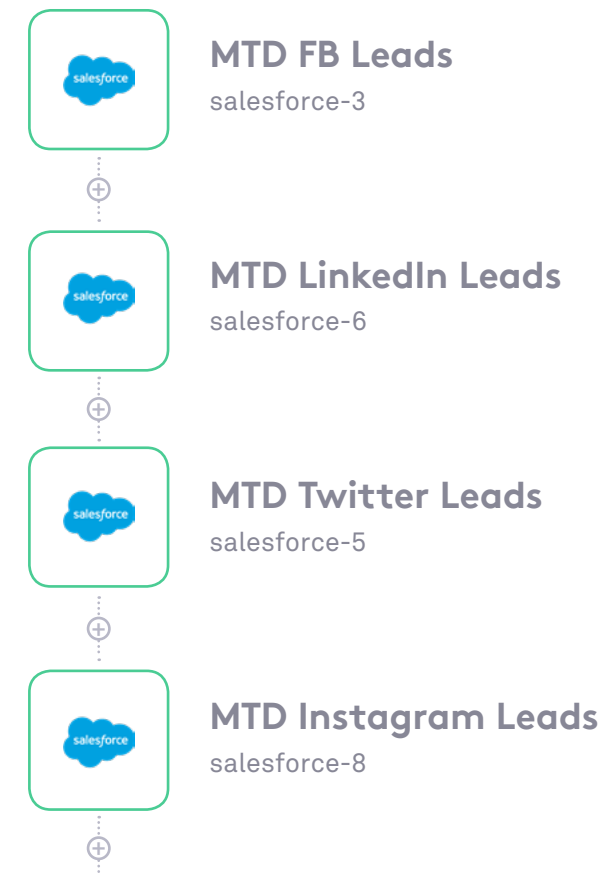 salesforce
MTD FB Leads
salesforce-3
salesforce
MTD LinkedIn Leads
salesforce-6
salesforce
MTD Twitter Leads
salesforce-5
salesforce
MTD Instagram Leads
salesforce-8